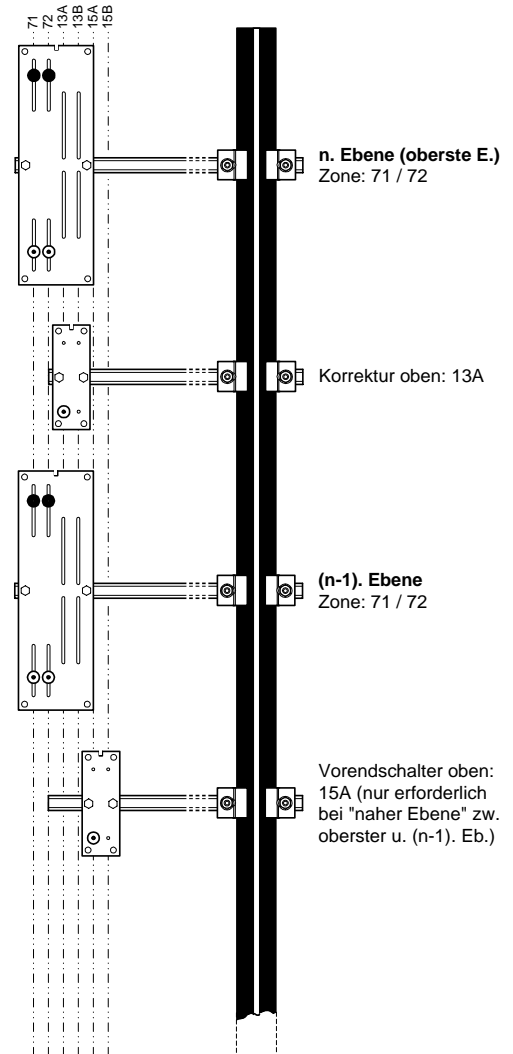 71
72
13A
13B
15A
15B
n. Ebene (oberste E.)
Zone: 71 / 72
Korrektur oben: 13A
(n-1). Ebene
Zone: 71 / 72
Vorendschalter oben:
15A (nur erforderlich
bei "naher Ebene" zw.
oberster u. (n-1). Eb.)